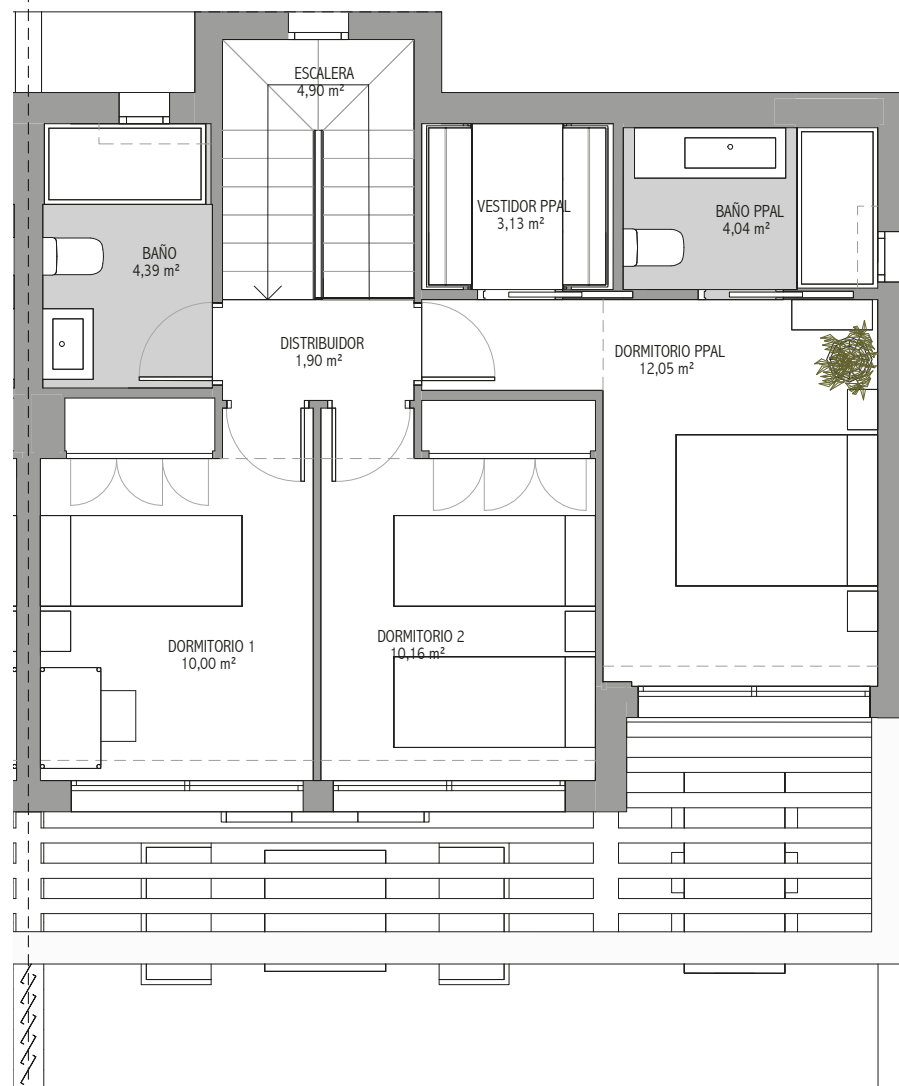 ESCALERA
4,90 m²
VESTIDOR PPAL
3,13 m²
BAÑO PPAL
4,04 m²
BAÑO
4,39 m²
DISTRIBUIDOR
1,90 m²
DORMITORIO PPAL
12,05 m²
DORMITORIO 1
10,00 m²
DORMITORIO 2
10,16 m²